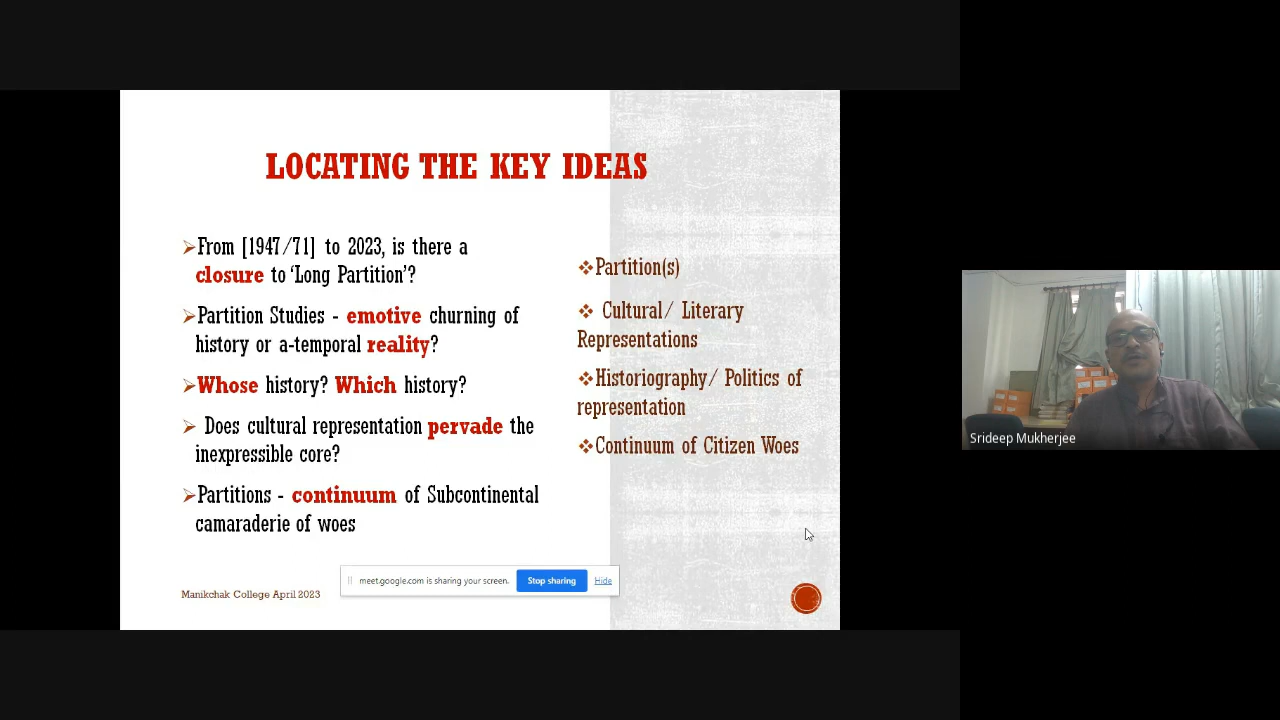 LOCATING THE KEY IDEAS
➢From [1947/71] to 2023, is there a
closure to ‘Long Partition’?
➢Partition Studies - emotive churning of
history or a-temporal reality?
➢Whose history? Which history?
➢ Does cultural representation pervade the
inexpressible core?
➢Partitions - continuum of Subcontinental
camaraderie of woes
❖Partition(s)
❖ Cultural/ Literary
Representations
❖Historiography/ Politics of
representation
❖Continuum of Citizen Woes
meet.google.com is sharing your screen. Stop sharing Hide
Manikchak College April 2023
Srideep Mukherjee